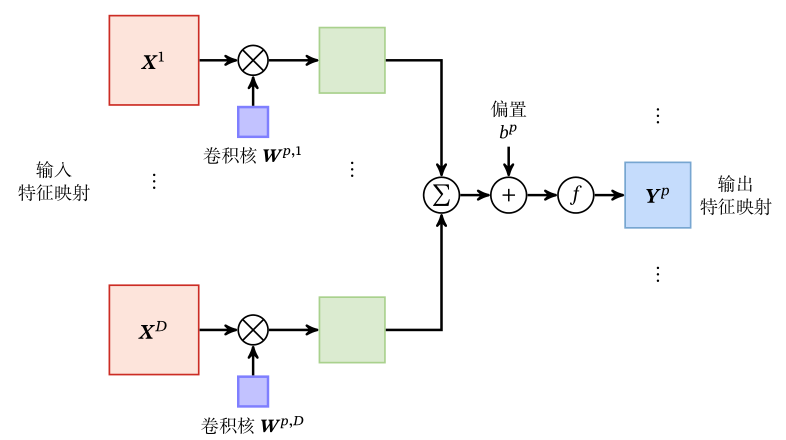 X^1
⊗
卷积核 W^{p,1}
输入
特征映射
⋮
⋮
偏置
b^p
⋮
∑
+
f
Y^p
输出
特征映射
⋮
X^D
⊗
卷积核 W^{p,D}